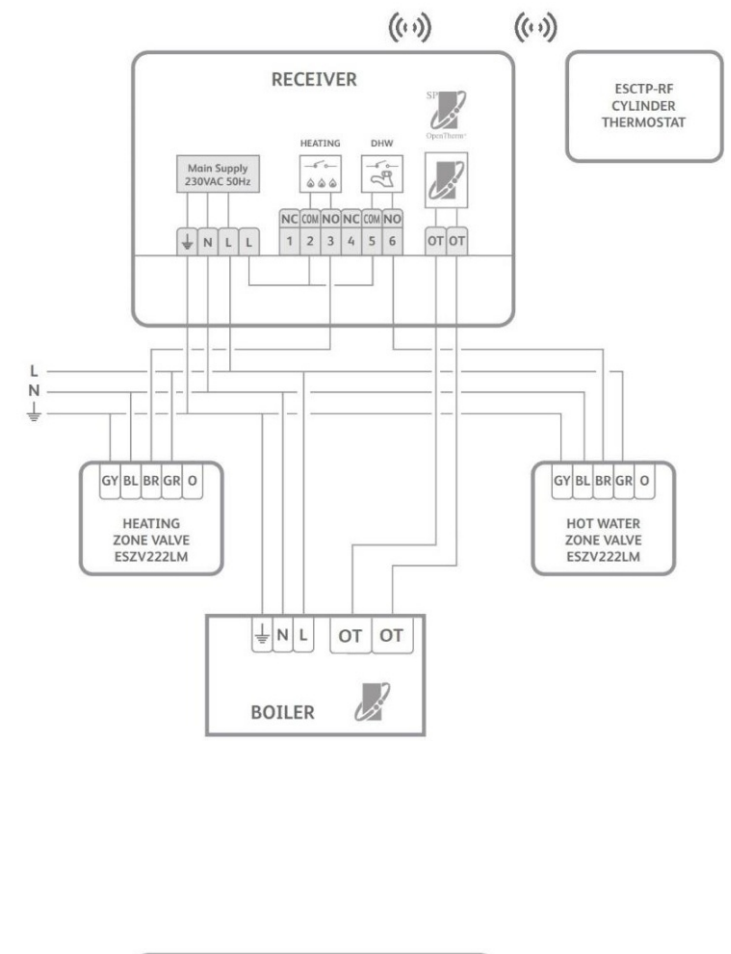 RECEIVER
ESCTP-RF
CYLINDER
THERMOSTAT
SP
OpenTherm
HEATING
DHW
Main Supply
230VAC 50Hz
NC COM NO NC COM NO
N L L 1 2 3 4 5 6 OT OT
L
N
GY BL BR GR O
HEATING
ZONE VALVE
ESZV222LM
GY BL BR GR O
HOT WATER
ZONE VALVE
ESZV222LM
N L OT OT
BOILER